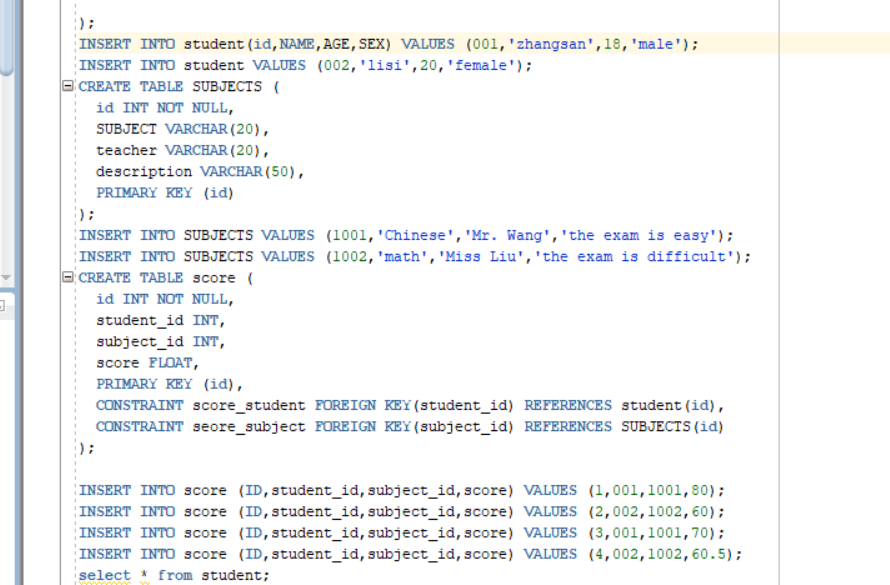 );
INSERT INTO student(id,NAME,AGE,SEX) VALUES (001,'zhangsan',18,'male');
INSERT INTO student VALUES (002,'lisi',20,'female');
CREATE TABLE SUBJECTS (
  id INT NOT NULL,
  SUBJECT VARCHAR(20),
  teacher VARCHAR(20),
  description VARCHAR(50),
  PRIMARY KEY (id)
);
INSERT INTO SUBJECTS VALUES (1001,'Chinese','Mr. Wang','the exam is easy');
INSERT INTO SUBJECTS VALUES (1002,'math','Miss Liu','the exam is difficult');
CREATE TABLE score (
  id INT NOT NULL,
  student_id INT,
  subject_id INT,
  score FLOAT,
  PRIMARY KEY (id),
  CONSTRAINT score_student FOREIGN KEY(student_id) REFERENCES student(id),
  CONSTRAINT seore_subject FOREIGN KEY(subject_id) REFERENCES SUBJECTS(id)
);
INSERT INTO score (ID,student_id,subject_id,score) VALUES (1,001,1001,80);
INSERT INTO score (ID,student_id,subject_id,score) VALUES (2,002,1002,60);
INSERT INTO score (ID,student_id,subject_id,score) VALUES (3,001,1001,70);
INSERT INTO score (ID,student_id,subject_id,score) VALUES (4,002,1002,60.5);
select * from student;